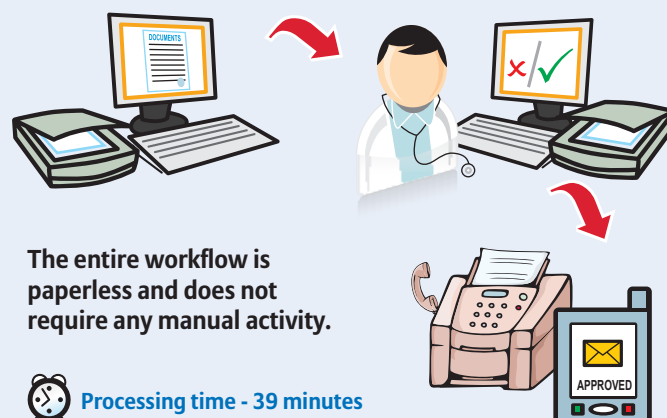 DOCUMENTS
The entire workflow is
paperless and does not
require any manual activity.
APPROVED
Processing time - 39 minutes